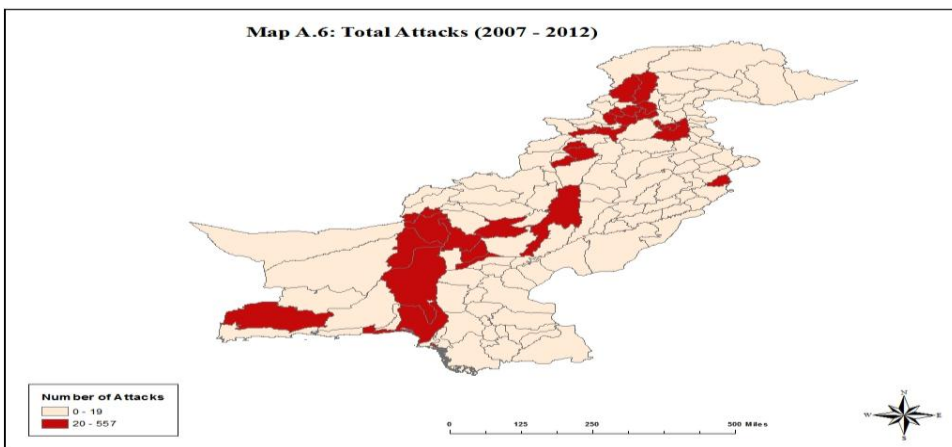 Map A.6: Total Attacks (2007 - 2012)
Number of Attacks
0 - 19
20 - 557
0 125 250 500 Miles
N
W E
S